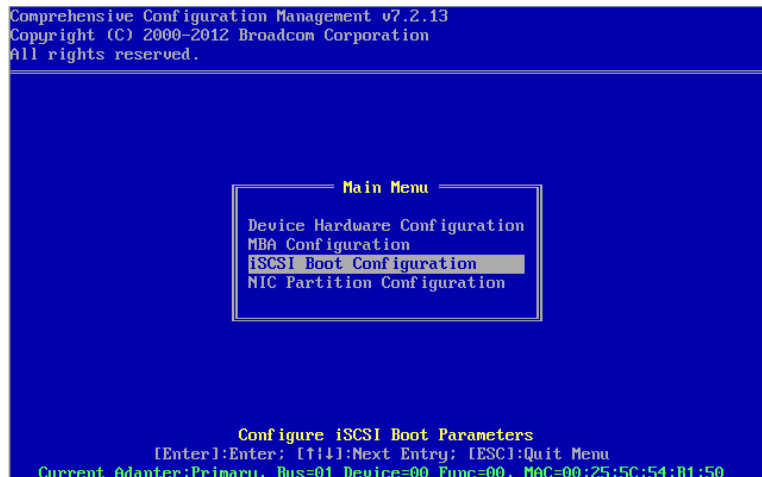 Comprehensive Configuration Management v7.2.13
Copyright (C) 2000-2012 Broadcom Corporation
All rights reserved.
Main Menu
Device Hardware Configuration
MBA Configuration
iSCSI Boot Configuration
NIC Partition Configuration
Configure iSCSI Boot Parameters
[Enter]:Enter; [↑|↓]:Next Entry; [ESC]:Quit Menu
Current Adapter:Primary, Bus=01 Device=00 Func=00, MAC=00:25:5C:54:B1:50